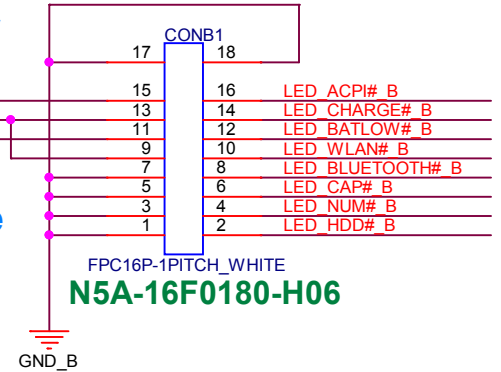 CONB1
17 18
15 16 LED_ACPI#_B
13 14 LED_CHARGE#_B
11 12 LED_BATLOW#_B
9 10 LED_WLAN#_B
7 8 LED_BLUETOOTH#_B
5 6 LED_CAP#_B
3 4 LED_NUM#_B
1 2 LED_HDD#_B
e
FPC16P-1PITCH_WHITE
N5A-16F0180-H06
GND_B